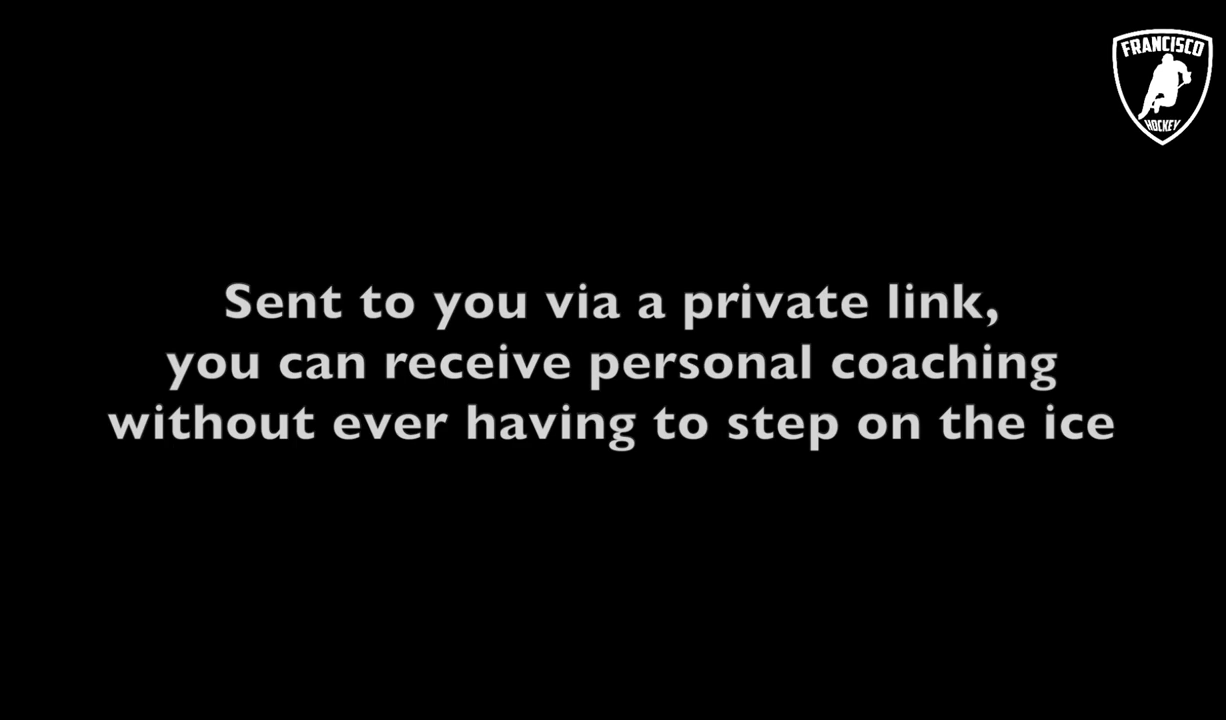 FRANCISCO
HOCKEY
Sent to you via a private link,
you can receive personal coaching
without ever having to step on the ice